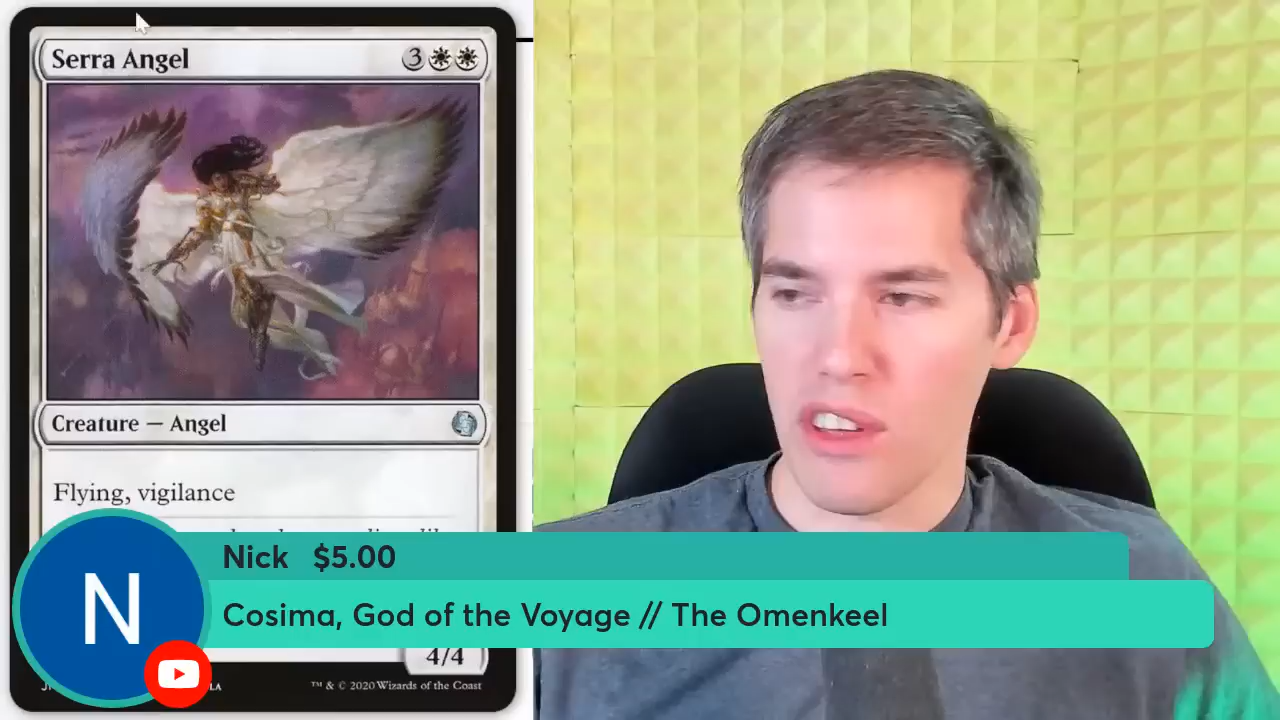 Serra Angel 3
Creature — Angel
Flying, vigilance
Nick $5.00
N
Cosima, God of the Voyage // The Omenkeel
4/4
™ & © 2020 Wizards of the Coast